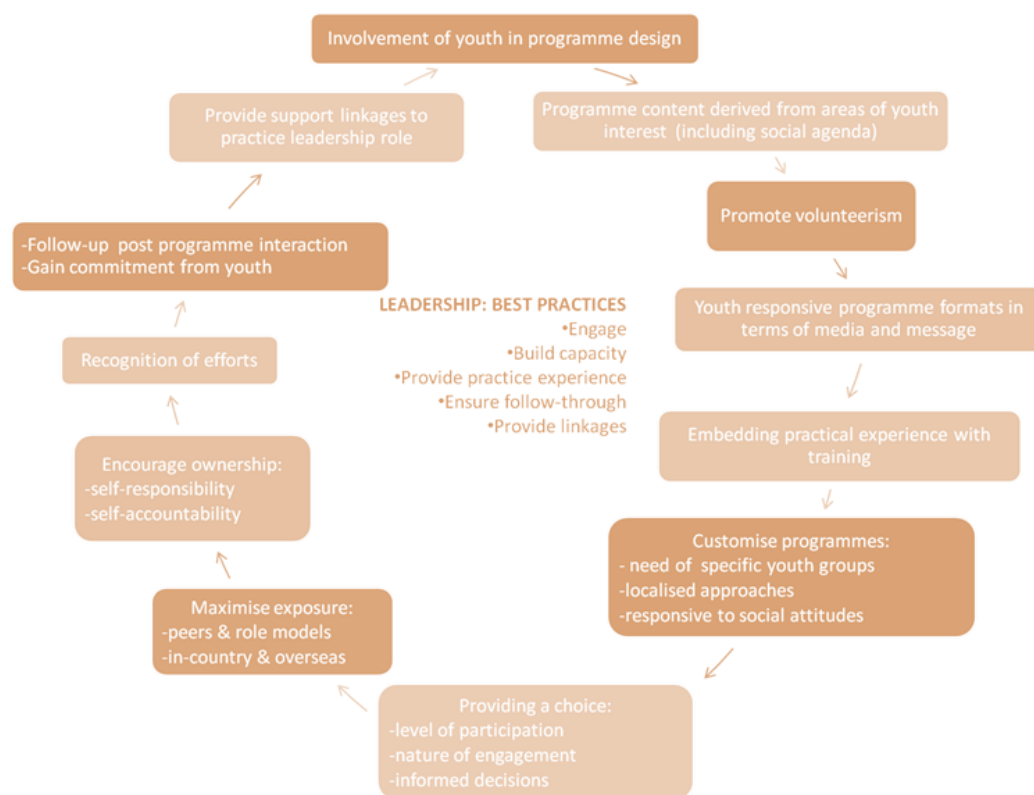 Involvement of youth in programme design
Programme content derived from areas of youth
interest (including social agenda)
Promote volunteerism
Youth responsive programme formats in
terms of media and message
Embedding practical experience with
training
Customise programmes:
- need of specific youth groups
-localised approaches
-responsive to social attitudes
Providing a choice:
-level of participation
-nature of engagement
-informed decisions
Maximise exposure:
-peers & role models
-in-country & overseas
Encourage ownership:
-self-responsibility
-self-accountability
Recognition of efforts
-Follow-up post programme interaction
-Gain commitment from youth
Provide support linkages to
practice leadership role
LEADERSHIP: BEST PRACTICES
•Engage
•Build capacity
•Provide practice experience
•Ensure follow-through
•Provide linkages